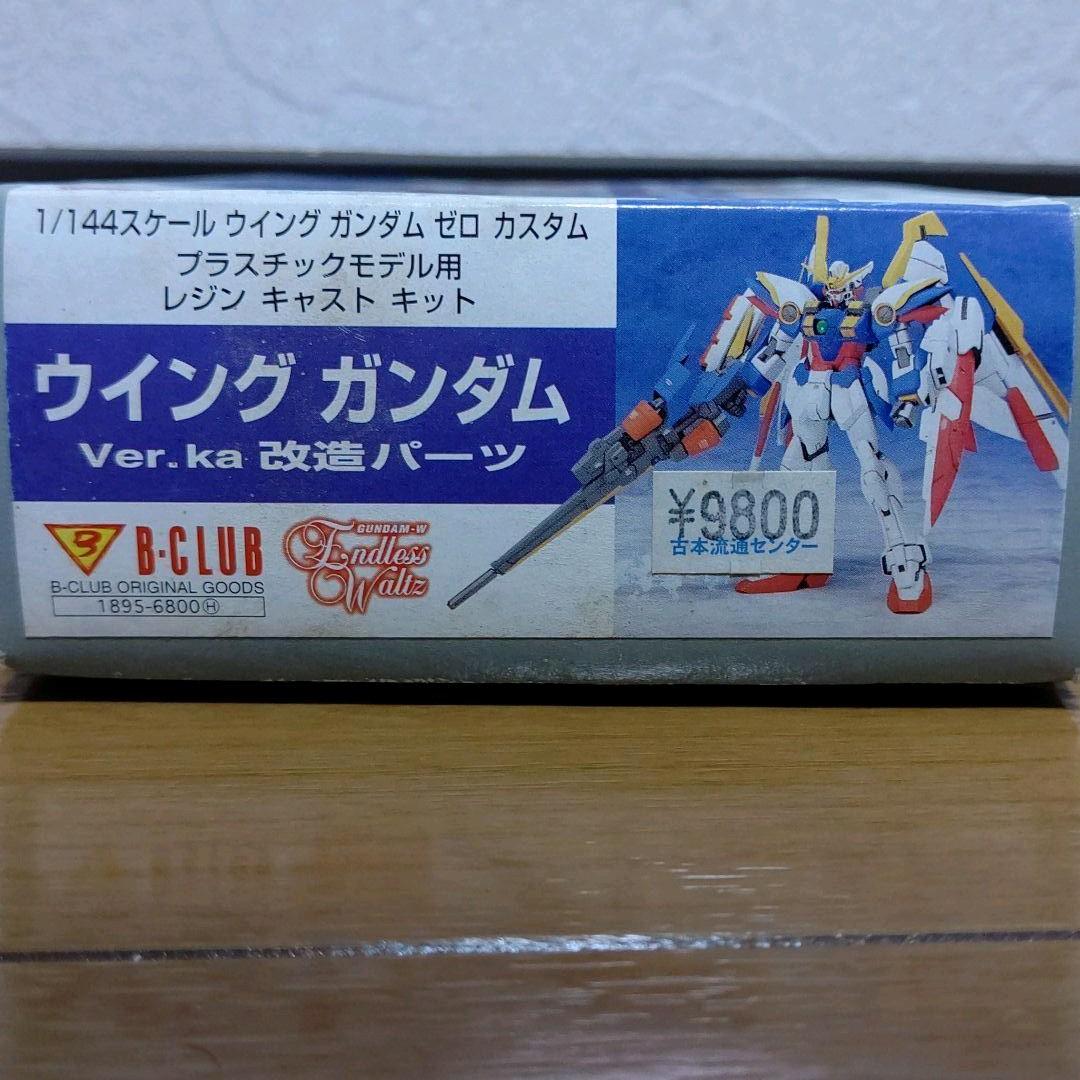 1/144スケール ウイング ガンダム ゼロ カスタム
プラスチックモデル用
レジン キャスト キット
ウイング ガンダム
Ver.ka 改造パーツ
B-CLUB
B-CLUB ORIGINAL GOODS
1895-6800Ⓗ
GUNDAM-W
Endless
Waltz
¥9800
古本流通センター